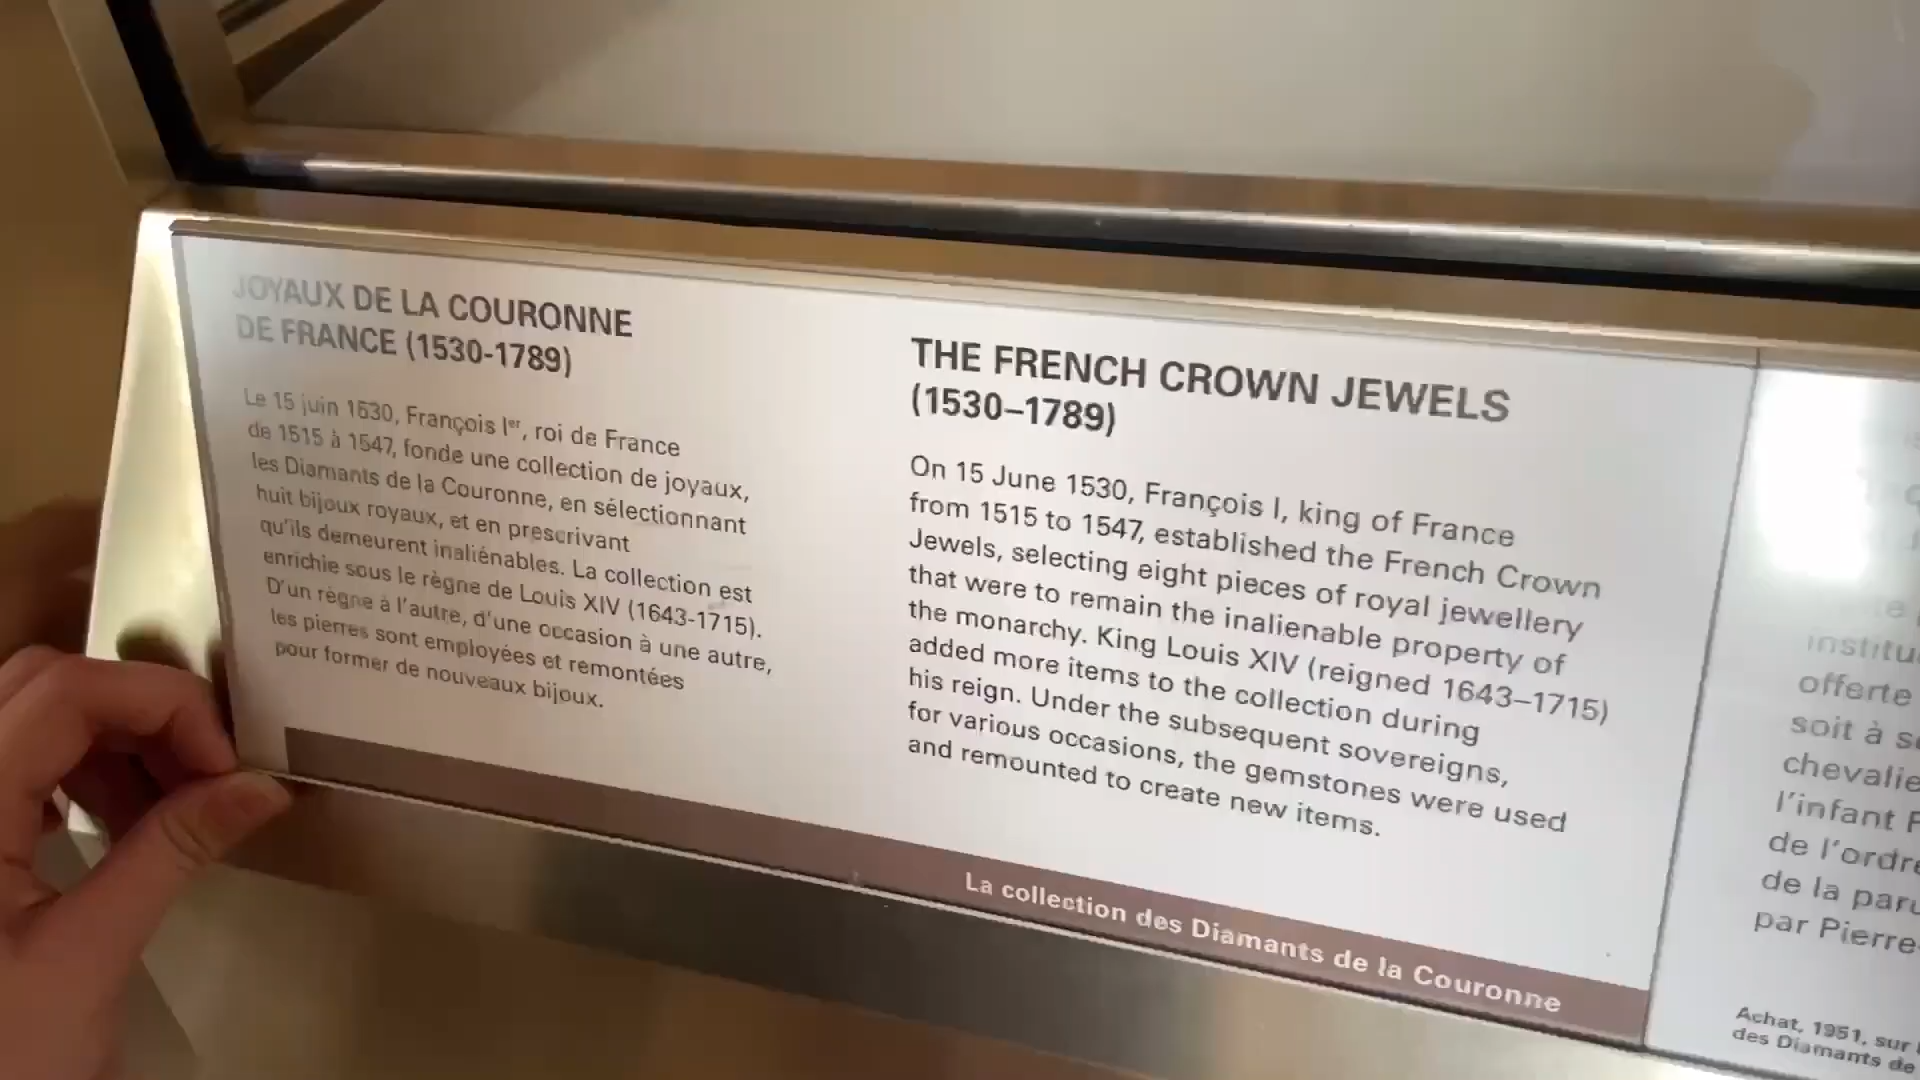 JOYAUX DE LA COURONNE
DE FRANCE (1530-1789)
Le 15 juin 1530, François Ier, roi de France
de 1515 à 1547, fonde une collection de joyaux,
les Diamants de la Couronne, en sélectionnant
huit bijoux royaux, et en prescrivant
qu'ils demeurent inaliénables. La collection est
enrichie sous le règne de Louis XIV (1643-1715).
D'un règne à l'autre, d'une occasion à une autre,
les pierres sont employées et remontées
pour former de nouveaux bijoux.
THE FRENCH CROWN JEWELS
(1530–1789)
On 15 June 1530, François I, king of France
from 1515 to 1547, established the French Crown
Jewels, selecting eight pieces of royal jewellery
that were to remain the inalienable property of
the monarchy. King Louis XIV (reigned 1643–1715)
added more items to the collection during
his reign. Under the subsequent sovereigns,
for various occasions, the gemstones were used
and remounted to create new items.
La collection des Diamants de la Couronne
institu
offerte
soit à s
chevalie
l'infant
de l'ordre
de la paru
par Pierre-
Achat, 1951, sur
des Diamants de